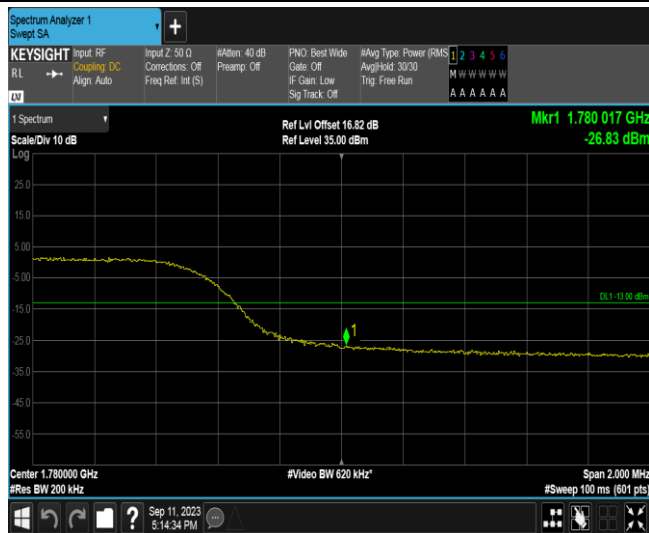 Spectrum Analyzer 1
Swept SA
+
KEYSIGHT
RL
Input: RF
Coupling: DC
Align: Auto
Input Z: 50 Ω
Corrections: Off
Freq Ref: Int (S)
#Atten: 40 dB
Preamp: Off
PNO: Best Wide
Gate: Off
IF Gain: Low
Sig Track: Off
#Avg Type: Power (RMS
Avg|Hold: 30/30
Trig: Free Run
1 2 3 4 5 6
M W W W W W
A A A A A A
LXI
1 Spectrum
Scale/Div 10 dB
Ref Lvl Offset 16.82 dB
Ref Level 35.00 dBm
Mkr1 1.780 017 GHz
-26.83 dBm
Log
25.0
15.0
5.00
-5.00
DL1 -13.00 dBm
-15.0
1
-25.0
-35.0
-45.0
-55.0
Center 1.780000 GHz
#Res BW 200 kHz
#Video BW 620 kHz*
Span 2.000 MHz
#Sweep 100 ms (601 pts)
?
Sep 11, 2023
5:14:34 PM